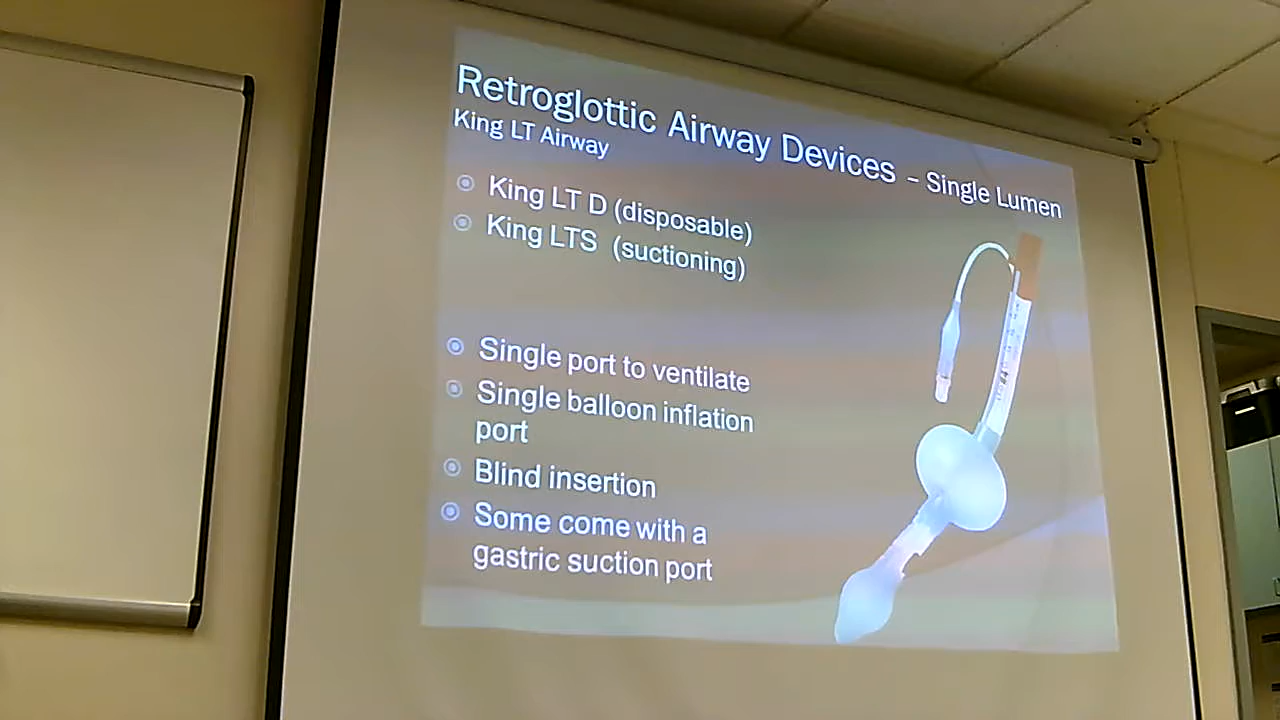 Retroglottic Airway Devices – Single Lumen
King LT Airway
King LT D (disposable)
King LTS (suctioning)
Single port to ventilate
Single balloon inflation
port
Blind insertion
Some come with a
gastric suction port